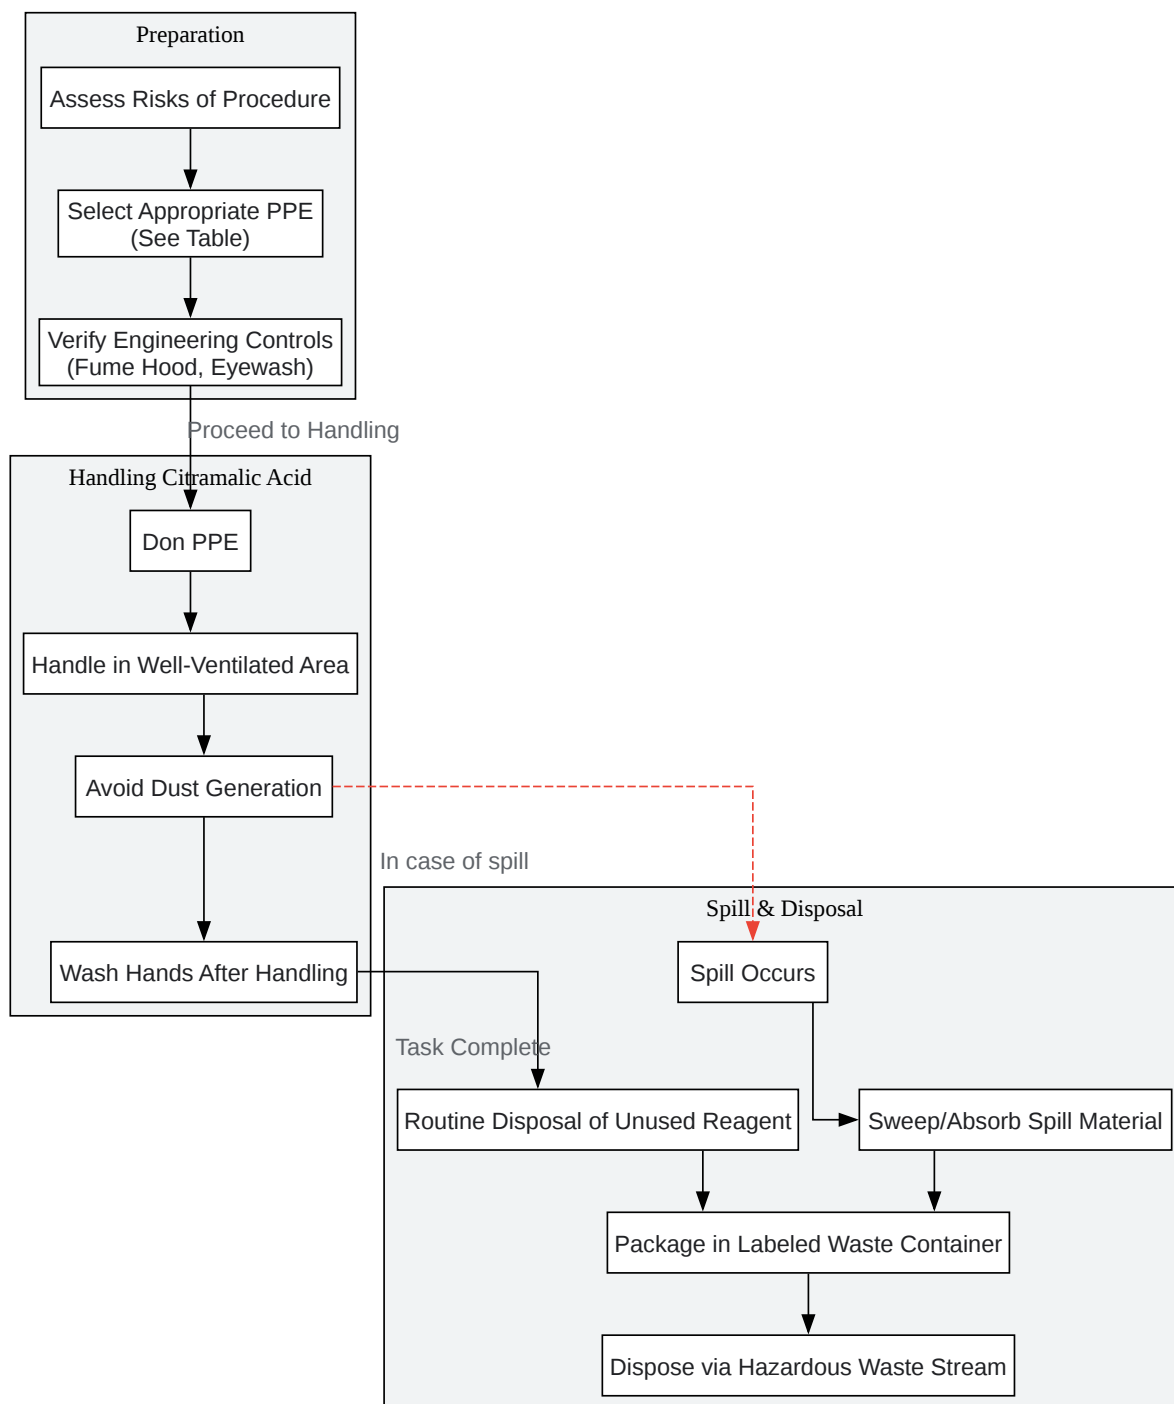 Preparation
Assess Risks of Procedure
Select Appropriate PPE
(See Table)
Verify Engineering Controls
(Fume Hood, Eyewash)
Proceed to Handling
Handling Citramalic Acid
Don PPE
Handle in Well-Ventilated Area
Avoid Dust Generation
In case of spill
Spill & Disposal
Wash Hands After Handling
Spill Occurs
Task Complete
Routine Disposal of Unused Reagent
Sweep/Absorb Spill Material
Package in Labeled Waste Container
Dispose via Hazardous Waste Stream